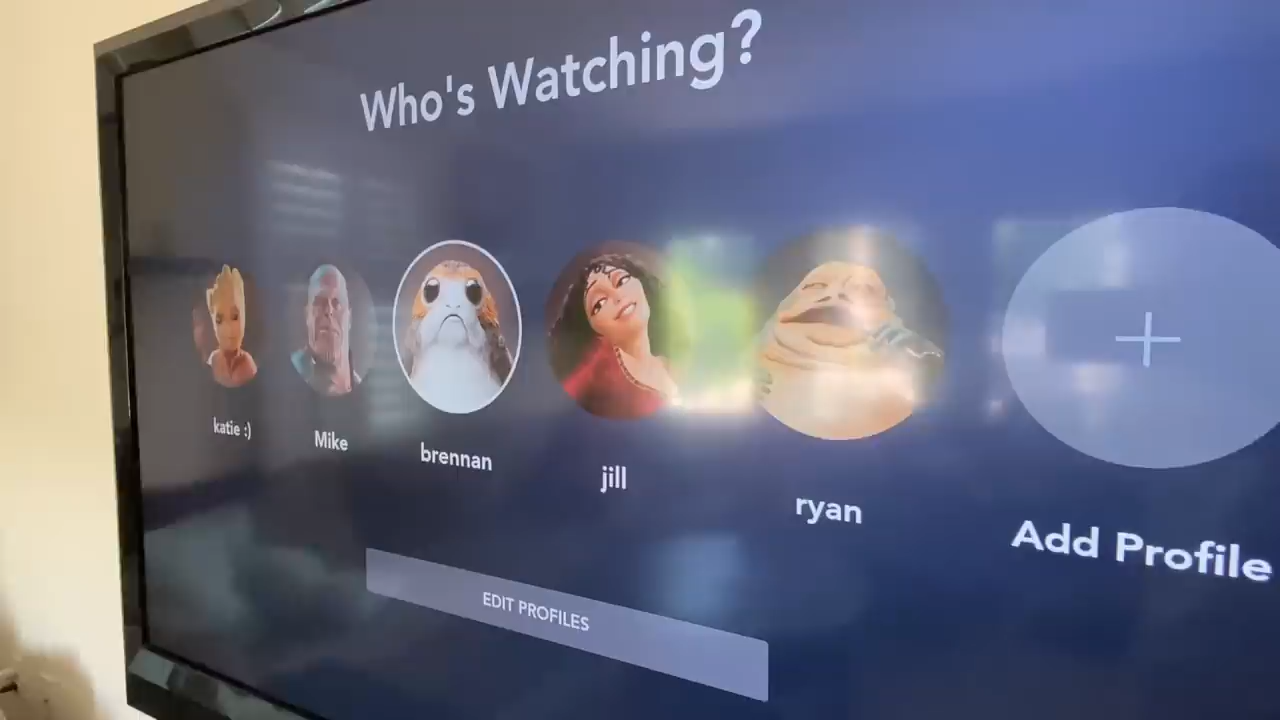 Who's Watching?
katie :)
Mike
brennan
jill
ryan
Add Profile
EDIT PROFILES